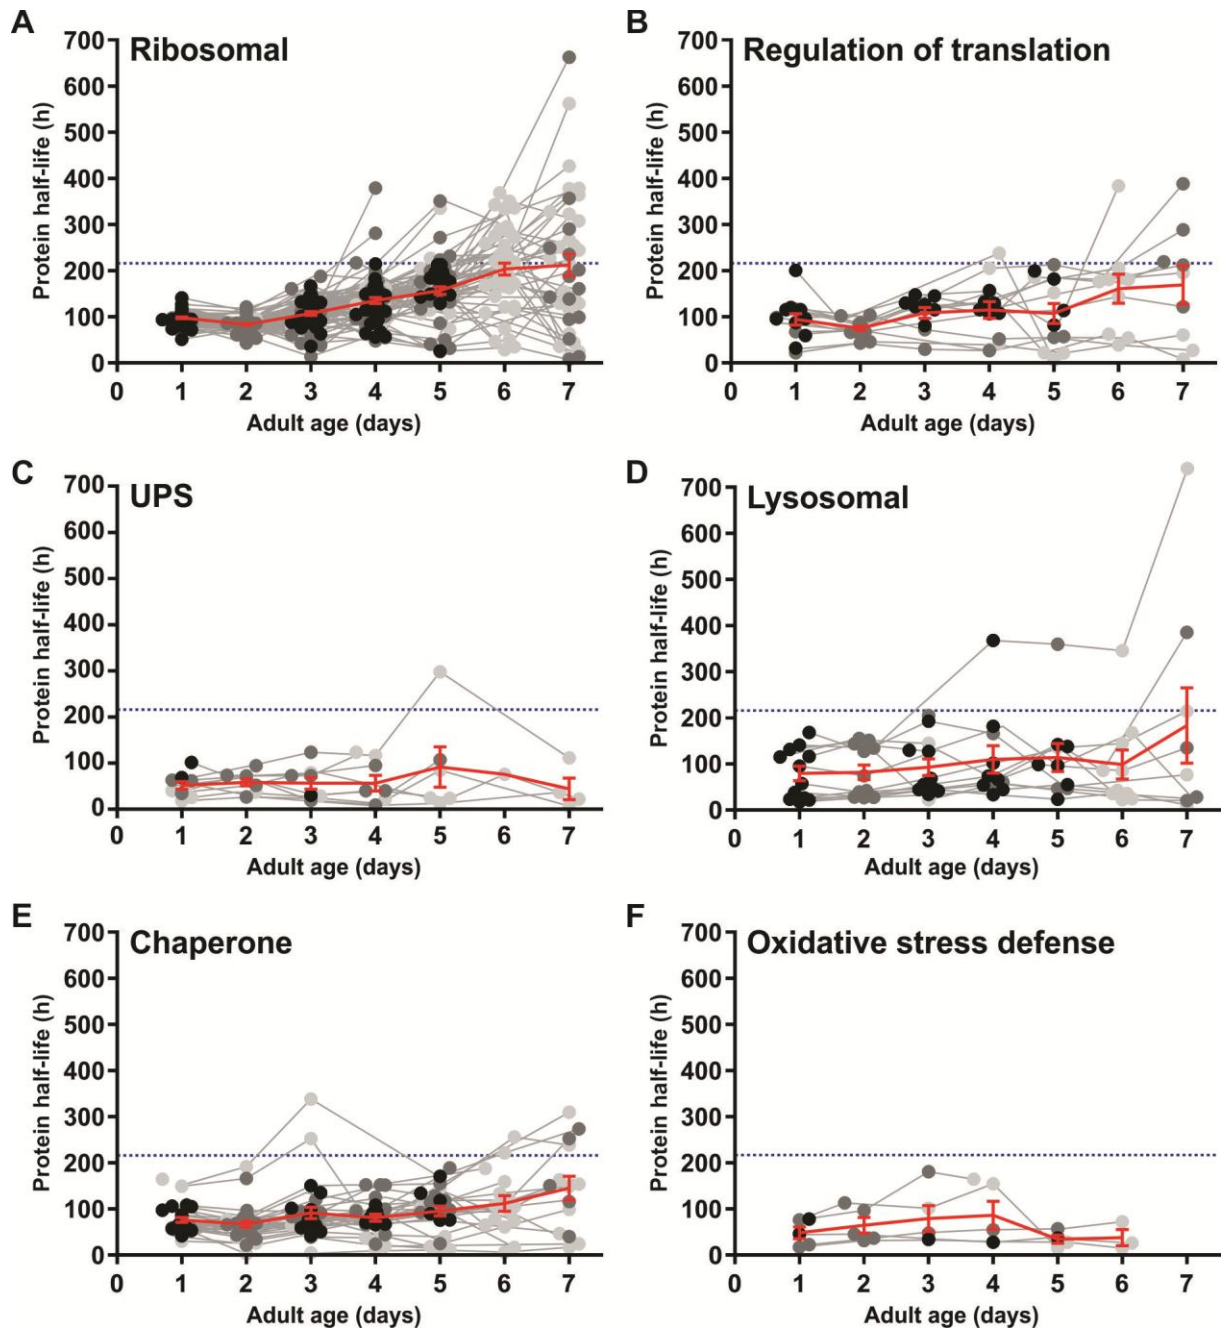 A
Ribosomal
Protein half-life (h)
700
600
500
400
300
200
100
0
0 1 2 3 4 5 6 7
Adult age (days)
B
Regulation of translation
Protein half-life (h)
700
600
500
400
300
200
100
0
0 1 2 3 4 5 6 7
Adult age (days)
C
UPS
Protein half-life (h)
700
600
500
400
300
200
100
0
0 1 2 3 4 5 6 7
Adult age (days)
D
Lysosomal
Protein half-life (h)
700
600
500
400
300
200
100
0
0 1 2 3 4 5 6 7
Adult age (days)
E
Chaperone
Protein half-life (h)
700
600
500
400
300
200
100
0
0 1 2 3 4 5 6 7
Adult age (days)
F
Oxidative stress defense
Protein half-life (h)
700
600
500
400
300
200
100
0
0 1 2 3 4 5 6 7
Adult age (days)